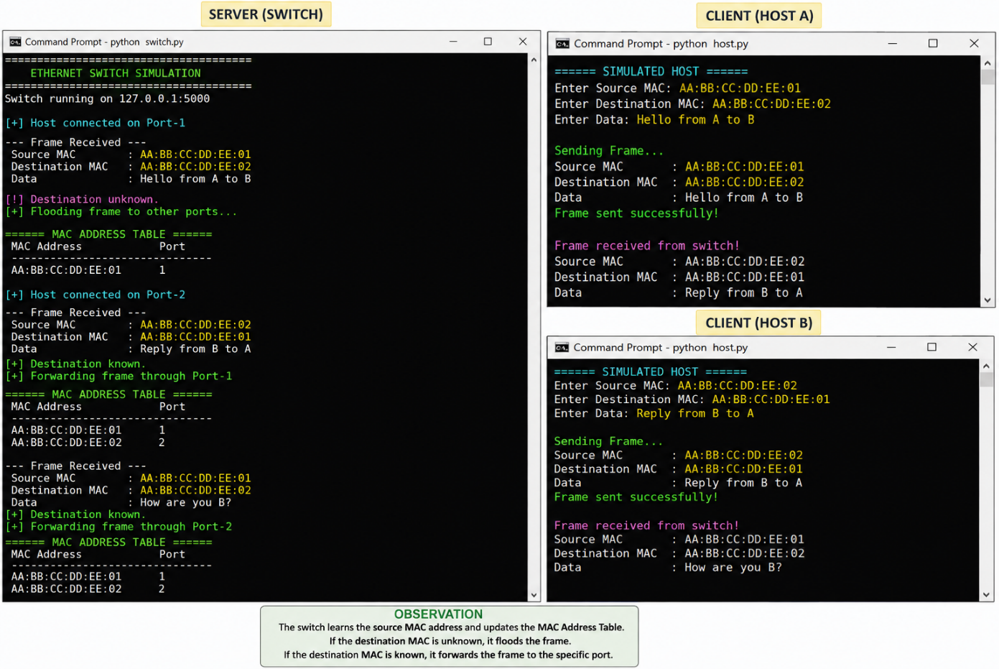 SERVER (SWITCH)
Command Prompt - python  switch.py
========================================
ETHERNET SWITCH SIMULATION
========================================
Switch running on 127.0.0.1:5000
[+] Host connected on Port-1
--- Frame Received ---
Source MAC : AA:BB:CC:DD:EE:01
Destination MAC : AA:BB:CC:DD:EE:02
Data : Hello from A to B
[!] Destination unknown.
[+] Flooding frame to other ports...
====== MAC ADDRESS TABLE ======
MAC Address Port
--------------------------------
AA:BB:CC:DD:EE:01 1
[+] Host connected on Port-2
--- Frame Received ---
Source MAC : AA:BB:CC:DD:EE:02
Destination MAC : AA:BB:CC:DD:EE:01
Data : Reply from B to A
[+] Destination known.
[+] Forwarding frame through Port-1
====== MAC ADDRESS TABLE ======
MAC Address Port
--------------------------------
AA:BB:CC:DD:EE:01 1
AA:BB:CC:DD:EE:02 2
--- Frame Received ---
Source MAC : AA:BB:CC:DD:EE:01
Destination MAC : AA:BB:CC:DD:EE:02
Data : How are you B?
[+] Destination known.
[+] Forwarding frame through Port-2
====== MAC ADDRESS TABLE ======
MAC Address Port
--------------------------------
AA:BB:CC:DD:EE:01 1
AA:BB:CC:DD:EE:02 2
CLIENT (HOST A)
Command Prompt - python  host.py
====== SIMULATED HOST ======
Enter Source MAC: AA:BB:CC:DD:EE:01
Enter Destination MAC: AA:BB:CC:DD:EE:02
Enter Data: Hello from A to B
Sending Frame...
Source MAC : AA:BB:CC:DD:EE:01
Destination MAC : AA:BB:CC:DD:EE:02
Data : Hello from A to B
Frame sent successfully!
Frame received from switch!
Source MAC : AA:BB:CC:DD:EE:02
Destination MAC : AA:BB:CC:DD:EE:01
Data : Reply from B to A
CLIENT (HOST B)
Command Prompt - python  host.py
====== SIMULATED HOST ======
Enter Source MAC: AA:BB:CC:DD:EE:02
Enter Destination MAC: AA:BB:CC:DD:EE:01
Enter Data: Reply from B to A
Sending Frame...
Source MAC : AA:BB:CC:DD:EE:02
Destination MAC : AA:BB:CC:DD:EE:01
Data : Reply from B to A
Frame sent successfully!
Frame received from switch!
Source MAC : AA:BB:CC:DD:EE:01
Destination MAC : AA:BB:CC:DD:EE:02
Data : How are you B?
OBSERVATION
The switch learns the source MAC address and updates the MAC Address Table.
If the destination MAC is unknown, it floods the frame.
If the destination MAC is known, it forwards the frame to the specific port.